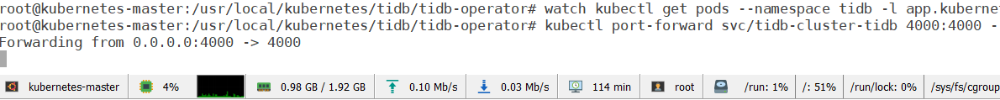 root@kubernetes-master:/usr/local/kubernetes/tidb/tidb-operator# watch kubectl get pods --namespace tidb -l app.kuberne
root@kubernetes-master:/usr/local/kubernetes/tidb/tidb-operator# kubectl port-forward svc/tidb-cluster-tidb 4000:4000 -
Forwarding from 0.0.0.0:4000 -> 4000
kubernetes-master 4% 0.98 GB / 1.92 GB 0.10 Mb/s 0.03 Mb/s 114 min root /run: 1% /: 51% /run/lock: 0% /sys/fs/cgroup